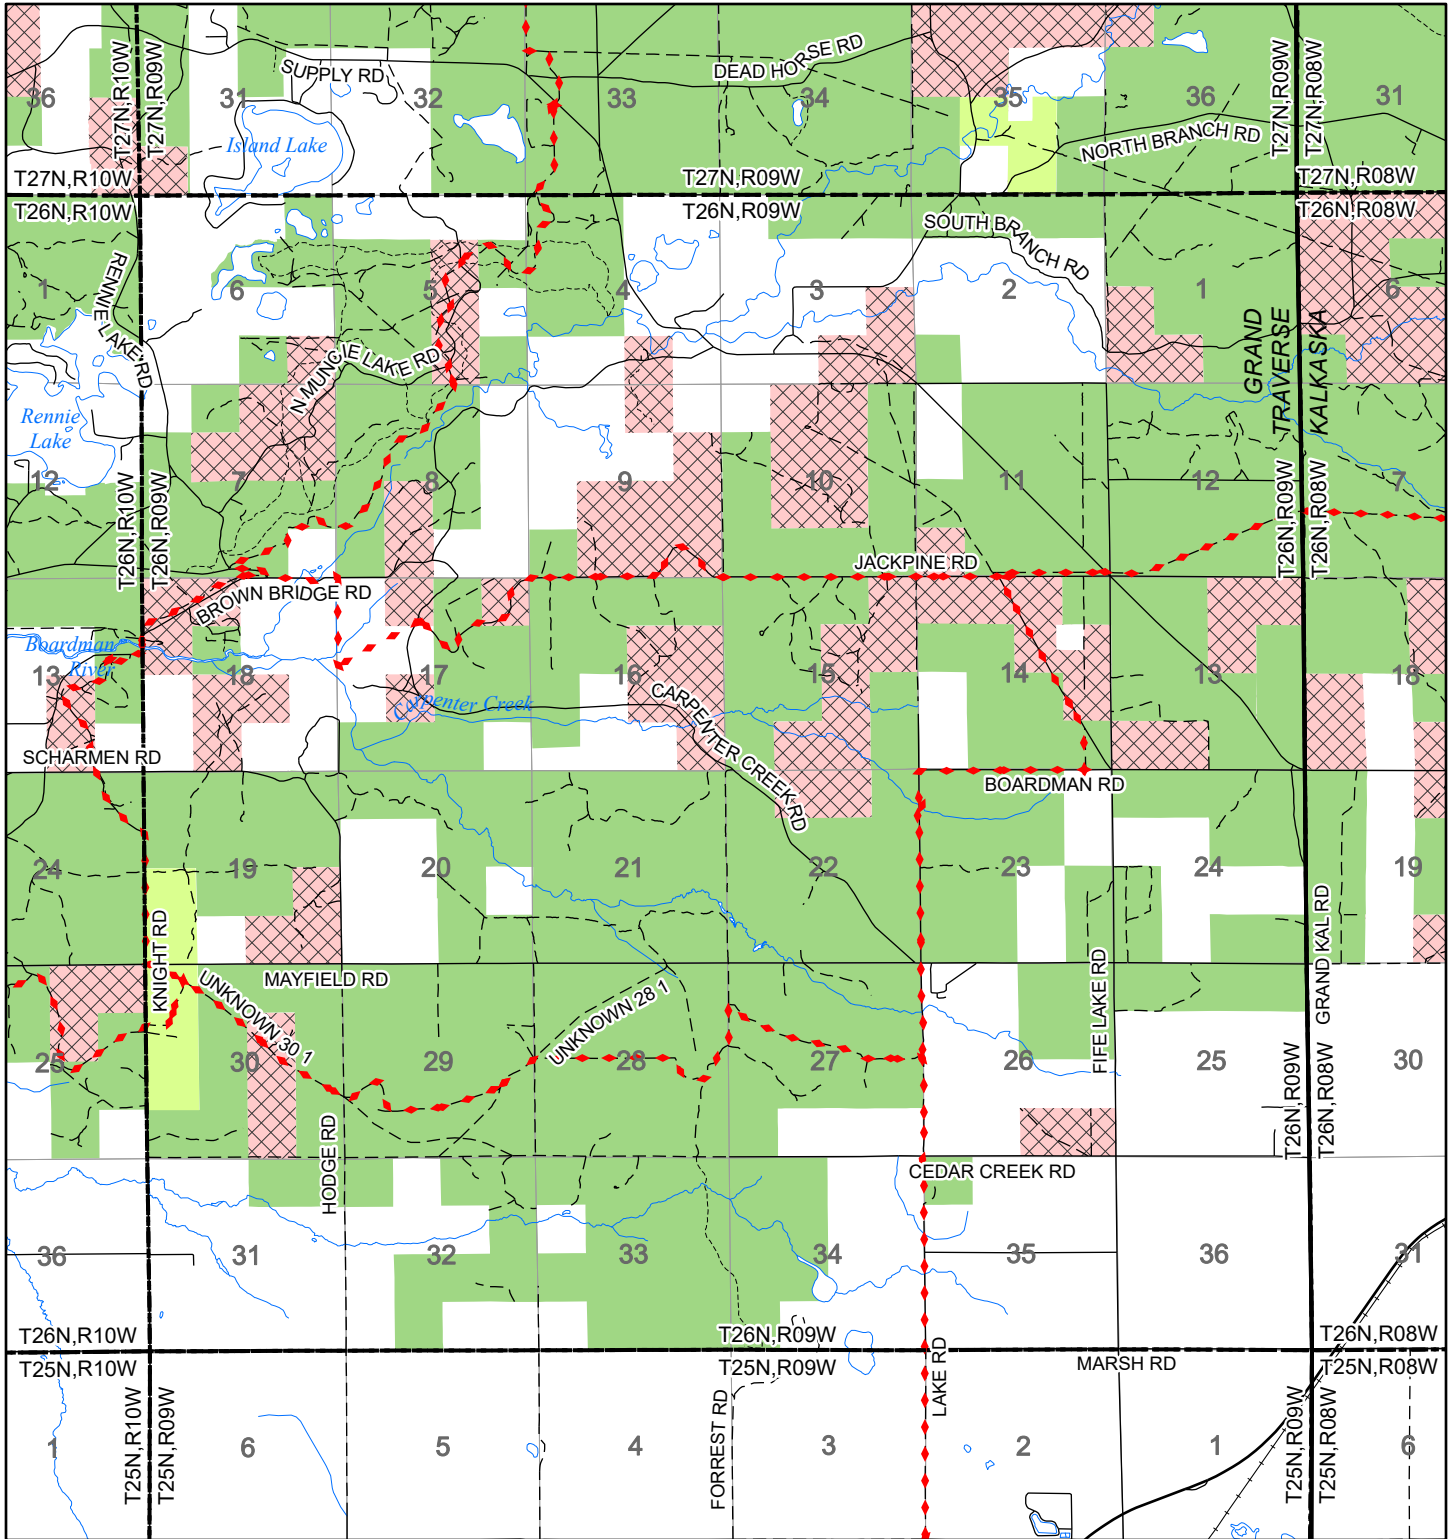 SUPPLY RD
DEAD HORSE RD
36
31
32
33
34
35
36
31
T27N,R10W
T27N,R09W
T27N,R09W
T27N,R08W
Island Lake
NORTH BRANCH RD
T27N,R10W
T27N,R09W
T27N,R08W
T26N,R10W
T26N,R09W
T26N,R08W
SOUTH BRANCH RD
RENNIE LAKE RD
1
6
5
4
3
2
1
6
GRAND
TRAVERSE
KALKASKA
N MUNCIE LAKE RD
Rennie
Lake
12
7
8
9
10
11
12
7
T26N,R10W
T26N,R09W
T26N,R09W
T26N,R08W
JACKPINE RD
BROWN BRIDGE RD
Boardman
River
13
18
17
16
15
14
13
18
penter Creek
CARPENTER CREEK RD
SCHARMEN RD
BOARDMAN RD
24
19
20
21
22
23
24
19
KNIGHT RD
GRAND KAL RD
FIFE LAKE RD
MAYFIELD RD
UNKNOWN 30 1
UNKNOWN 28 1
25
30
29
28
27
26
25
30
T26N,R09W
T26N,R08W
HODGE RD
CEDAR CREEK RD
36
31
32
33
34
35
36
31
T26N,R10W
T26N,R09W
T26N,R08W
T25N,R10W
T25N,R09W
MARSH RD
T25N,R08W
LAKE RD
FORREST RD
T25N,R10W
T25N,R09W
T25N,R09W
T25N,R08W
1
6
5
4
3
2
1
6